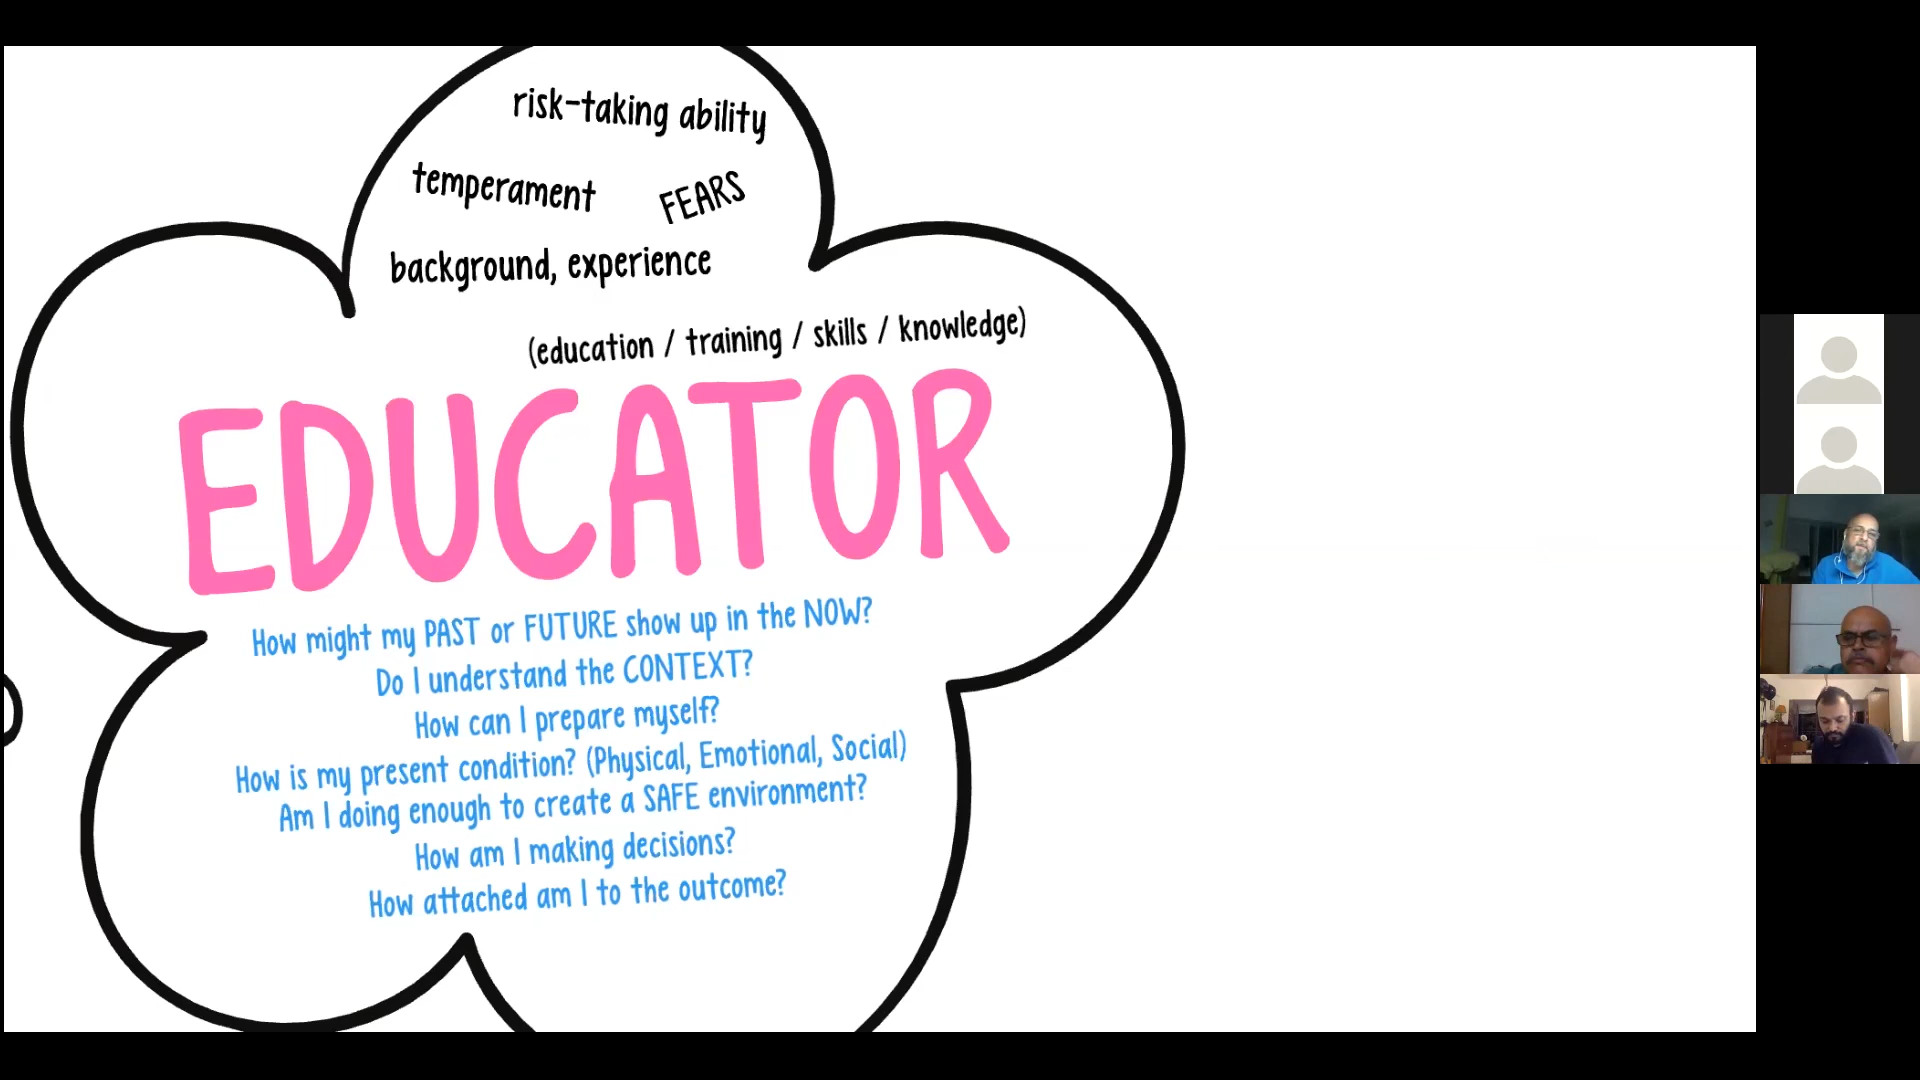 risk-taking ability
temperament
FEARS
background, experience
(education / training / skills / knowledge)
EDUCATOR
How might my PAST or FUTURE show up in the NOW?
Do I understand the CONTEXT?
How can I prepare myself?
How is my present condition? (Physical, Emotional, Social)
Am I doing enough to create a SAFE environment?
How am I making decisions?
How attached am I to the outcome?